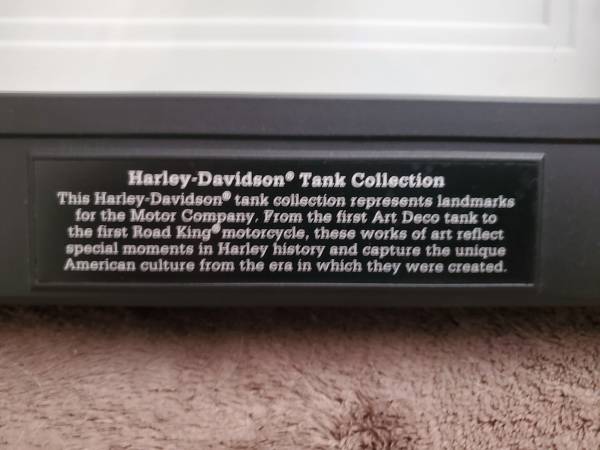 Harley-Davidson® Tank Collection
This Harley-Davidson® tank collection represents landmarks
for the Motor Company. From the first Art Deco tank to
the first Road King® motorcycle, these works of art reflect
special moments in Harley history and capture the unique
American culture from the era in which they were created.